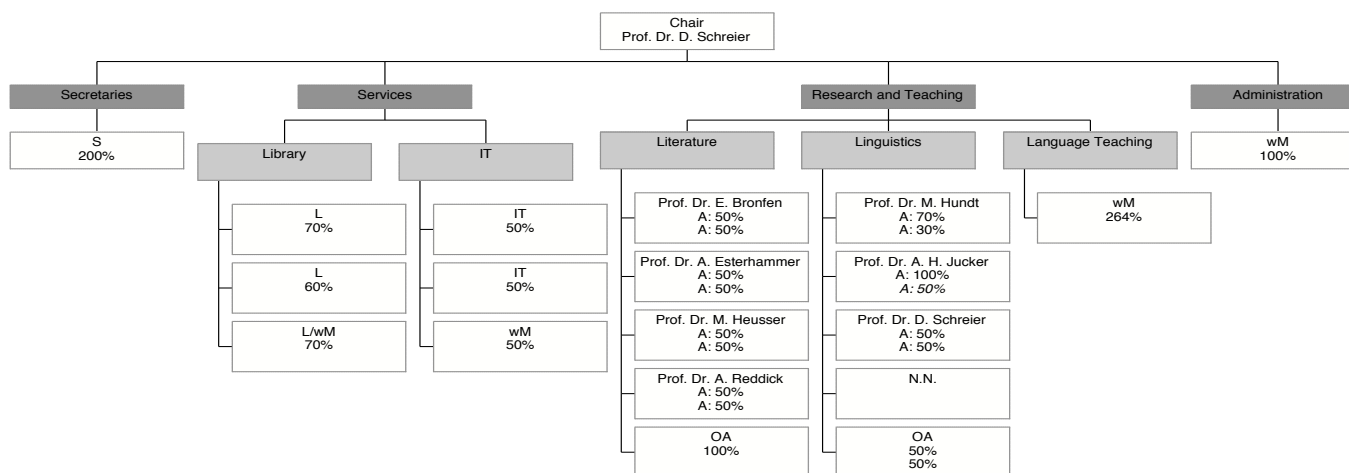 Chair
Prof. Dr. D. Schreier
Secretaries
Services
Research and Teaching
Administration
S
200%
Library
IT
Literature
Linguistics
Language Teaching
wM
100%
L
70%
L
60%
L/wM
70%
IT
50%
IT
50%
wM
50%
Prof. Dr. E. Bronfen
A: 50%
A: 50%
Prof. Dr. A. Esterhammer
A: 50%
A: 50%
Prof. Dr. M. Heusser
A: 50%
A: 50%
Prof. Dr. A. Reddick
A: 50%
A: 50%
OA
100%
Prof. Dr. M. Hundt
A: 70%
A: 30%
Prof. Dr. A. H. Jucker
A: 100%
A: 50%
Prof. Dr. D. Schreier
A: 50%
A: 50%
N.N.
OA
50%
50%
wM
264%